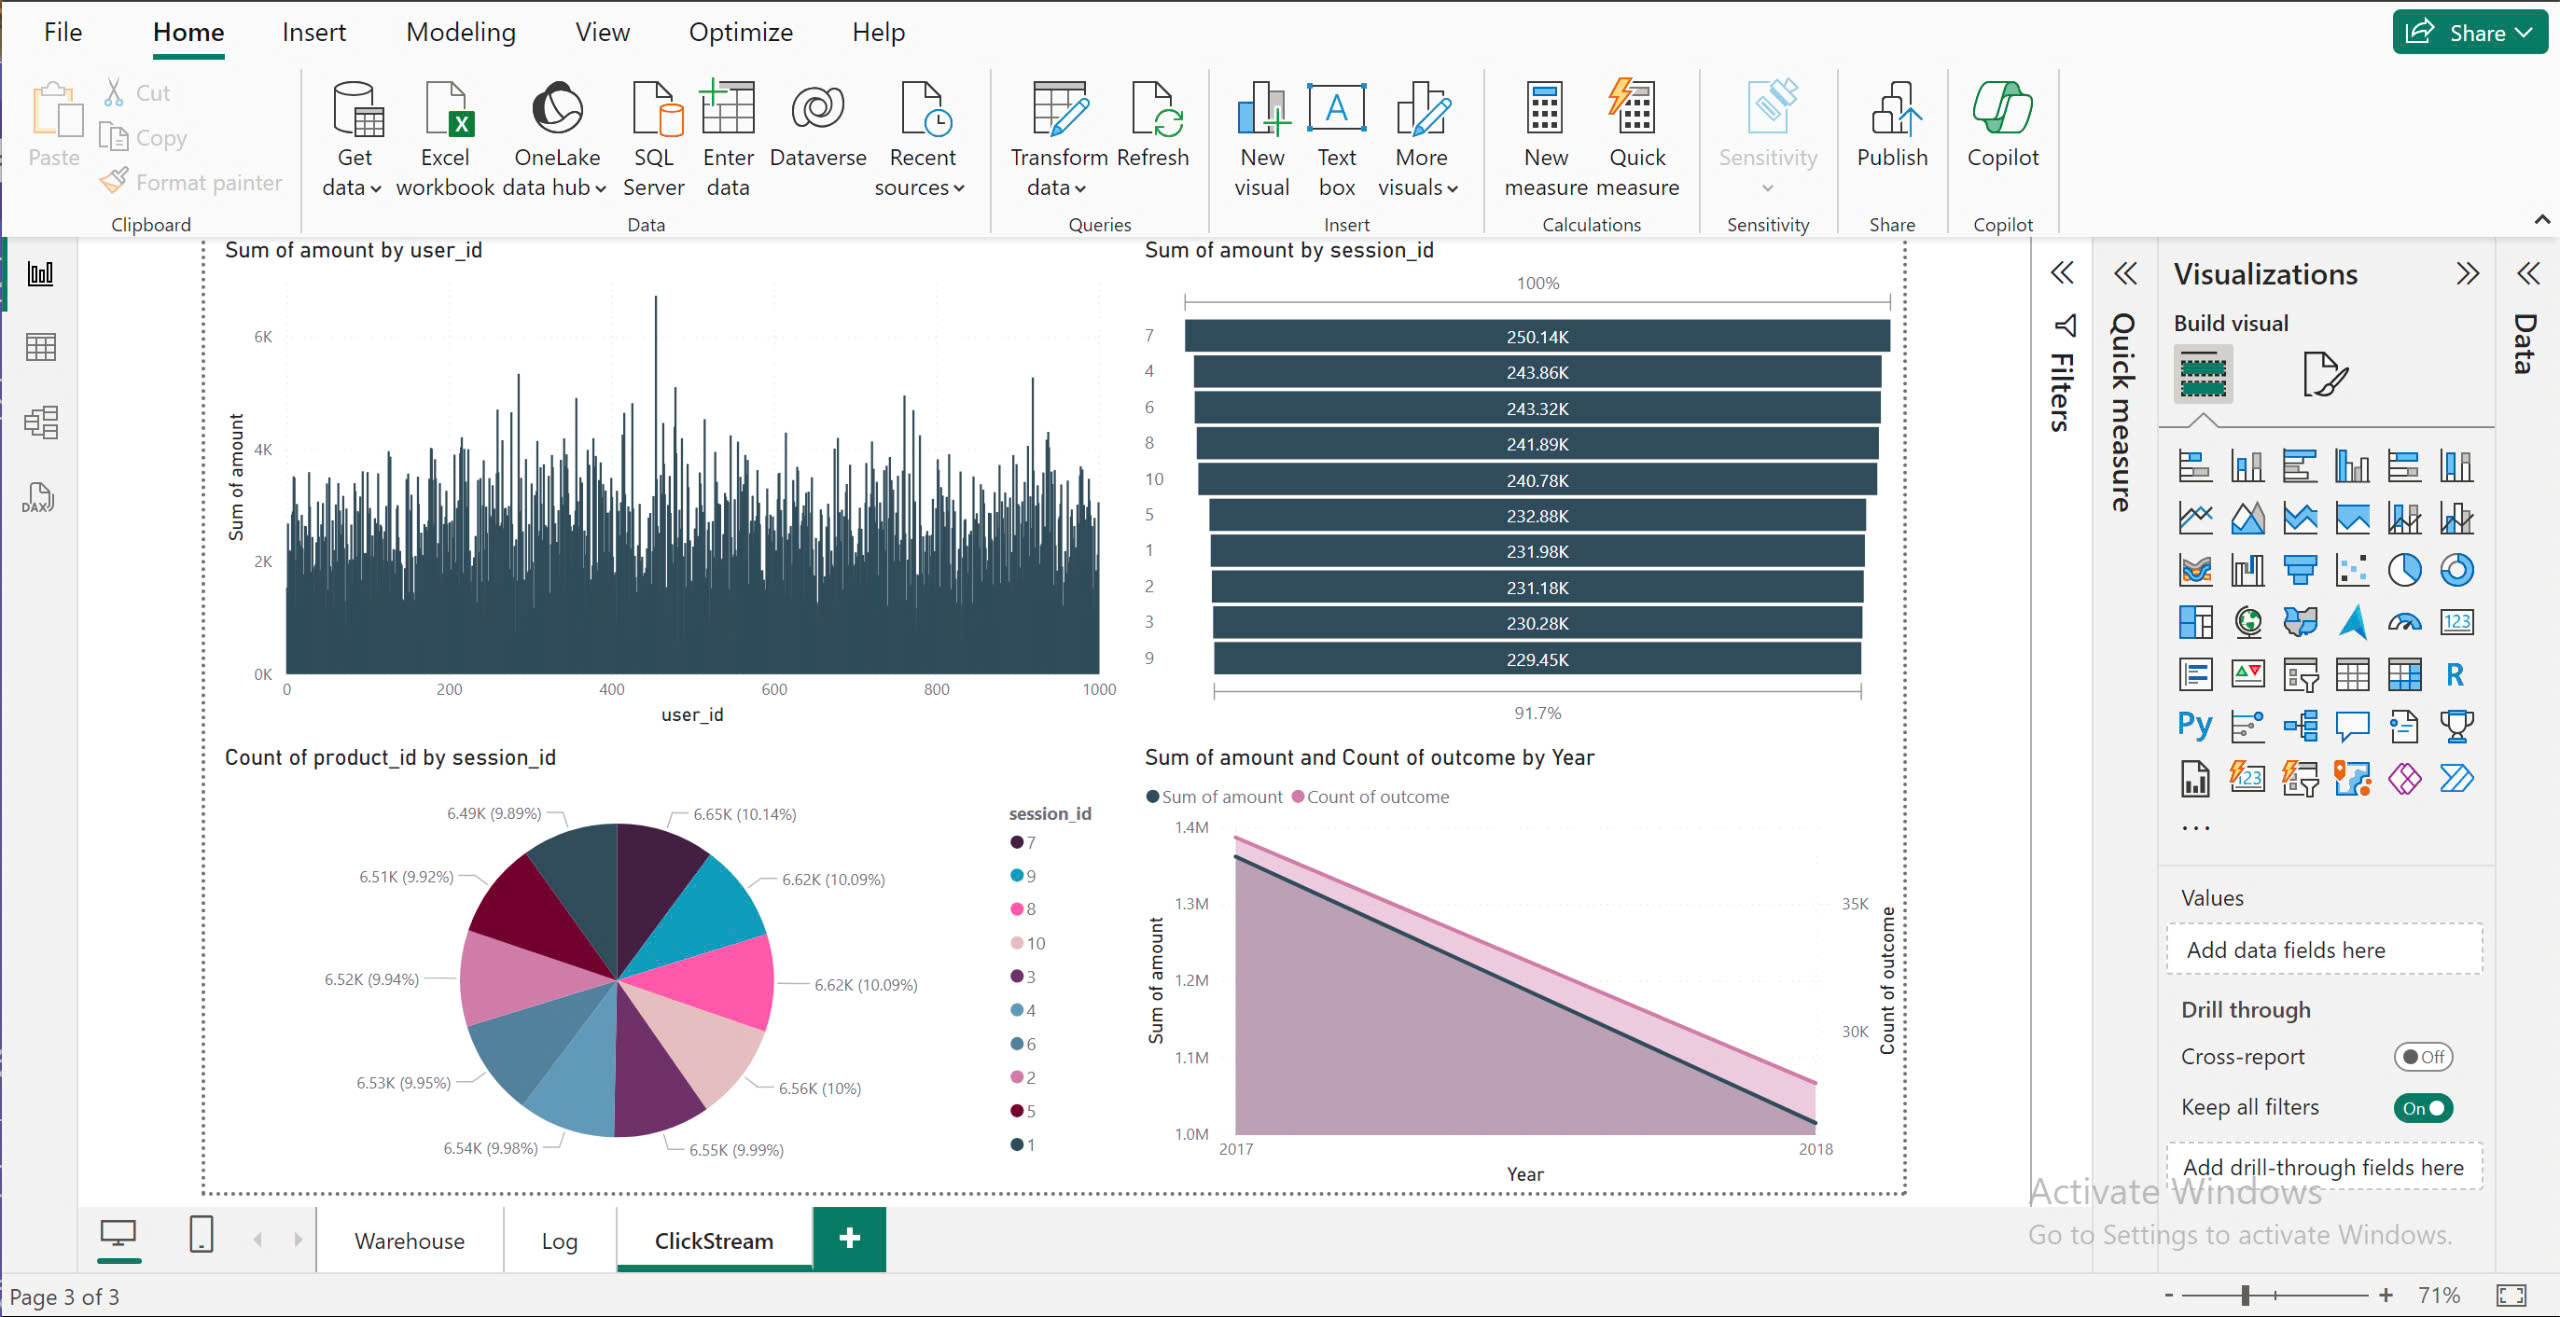 File Home Insert Modeling View Optimize Help Share
Paste
Cut
Copy
Format painter
Clipboard
Get data
Excel workbook
OneLake data hub
SQL Server
Enter data
Dataverse
Recent sources
Data
Transform data
Refresh
Queries
New visual
Text box
A
More visuals
Insert
New measure
Quick measure
Calculations
Sensitivity
Sensitivity
Publish
Share
Copilot
Copilot
DAX
Sum of amount by user_id
Sum of amount
6K
4K
2K
0K
0 200 400 600 800 1000
user_id
Sum of amount by session_id
100%
7 250.14K
4 243.86K
6 243.32K
8 241.89K
10 240.78K
5 232.88K
1 231.98K
2 231.18K
3 230.28K
9 229.45K
91.7%
Count of product_id by session_id
6.49K (9.89%)
6.65K (10.14%)
6.51K (9.92%)
6.62K (10.09%)
6.52K (9.94%)
6.62K (10.09%)
6.53K (9.95%)
6.56K (10%)
6.54K (9.98%)
6.55K (9.99%)
session_id
7
9
8
10
3
4
6
2
5
1
Sum of amount and Count of outcome by Year
Sum of amount Count of outcome
Sum of amount
1.4M
1.3M
1.2M
1.1M
1.0M
35K
30K
Count of outcome
2017 2018
Year
Filters
Quick measure
Visualizations
Build visual
123
R
Py
123
...
Values
Add data fields here
Drill through
Cross-report Off
Keep all filters On
Add drill-through fields here
Data
Activate Windows
Go to Settings to activate Windows.
Warehouse Log ClickStream +
Page 3 of 3
- + 71%